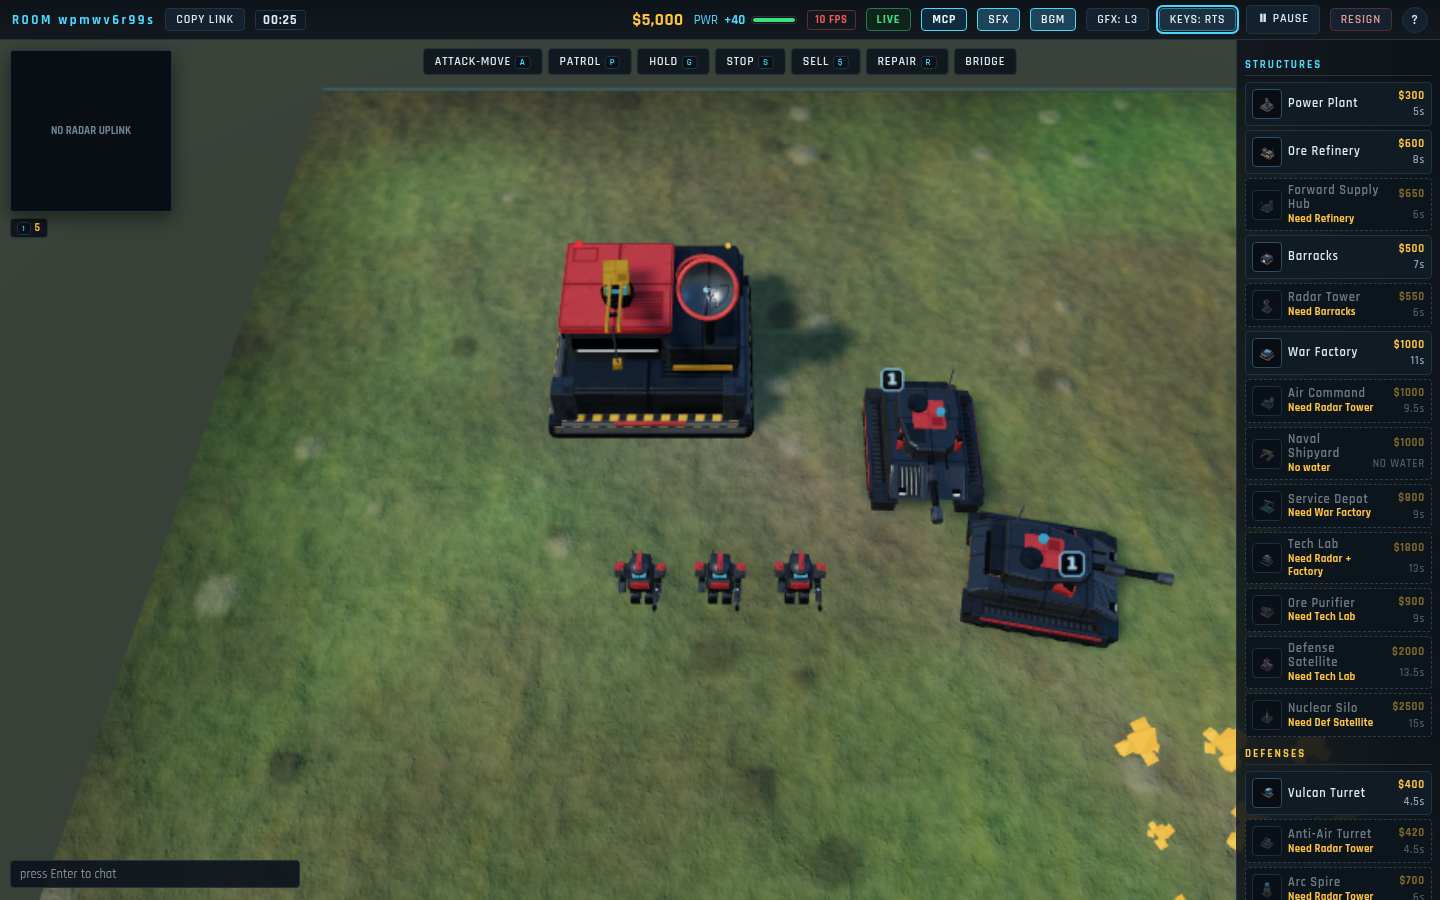 ROOM wpmwv6r99s COPY LINK 00:25 $5,000 PWR +40 10 FPS LIVE MCP SFX BGM GFX: L3 KEYS: RTS PAUSE RESIGN ?
ATTACK-MOVE A PATROL P HOLD G STOP S SELL $ REPAIR R BRIDGE
NO RADAR UPLINK
1 5
1
1
press Enter to chat
STRUCTURES
Power Plant $300
5s
Ore Refinery $600
8s
Forward Supply Hub $650
Need Refinery 6s
Barracks $500
7s
Radar Tower $550
Need Barracks 6s
War Factory $1000
11s
Air Command $1000
Need Radar Tower 9.5s
Naval Shipyard $1000
No water NO WATER
Service Depot $800
Need War Factory 9s
Tech Lab $1800
Need Radar + Factory 13s
Ore Purifier $900
Need Tech Lab 9s
Defense Satellite $2000
Need Tech Lab 13.5s
Nuclear Silo $2500
Need Def Satellite 15s
DEFENSES
Vulcan Turret $400
4.5s
Anti-Air Turret $420
Need Radar Tower 4.5s
Arc Spire $700
Need Radar Tower 6s